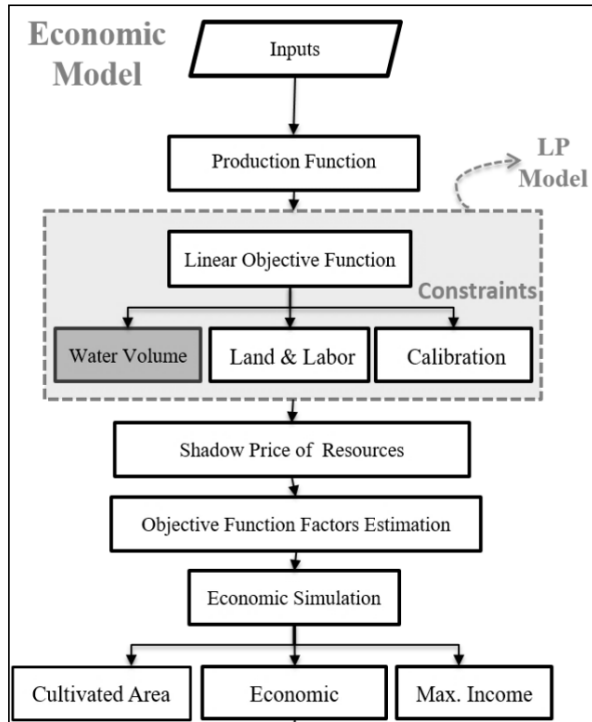 Economic
Model
Inputs
Production Function
LP
Model
Linear Objective Function
Constraints
Water Volume
Land & Labor
Calibration
Shadow Price of Resources
Objective Function Factors Estimation
Economic Simulation
Cultivated Area
Economic
Max. Income